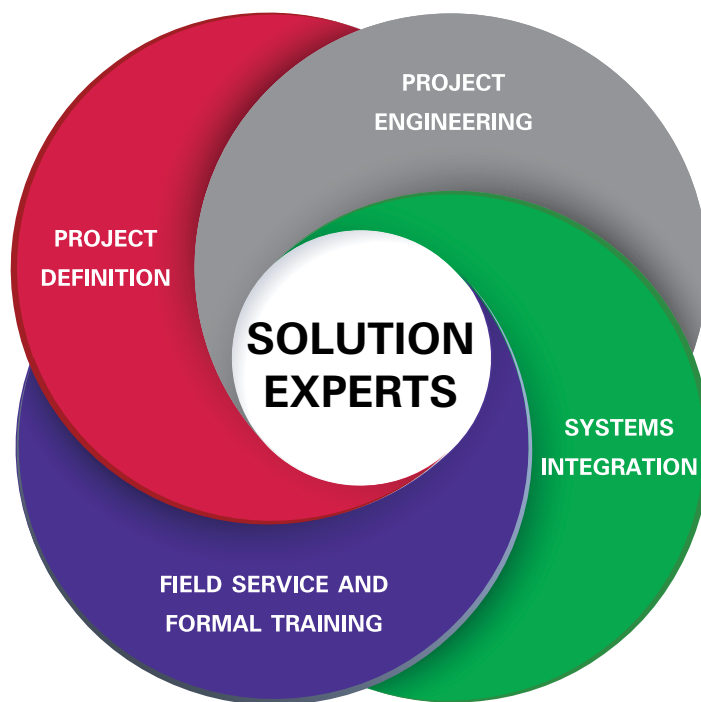 PROJECT
ENGINEERING
PROJECT
DEFINITION
SOLUTION
EXPERTS
SYSTEMS
INTEGRATION
FIELD SERVICE AND
FORMAL TRAINING